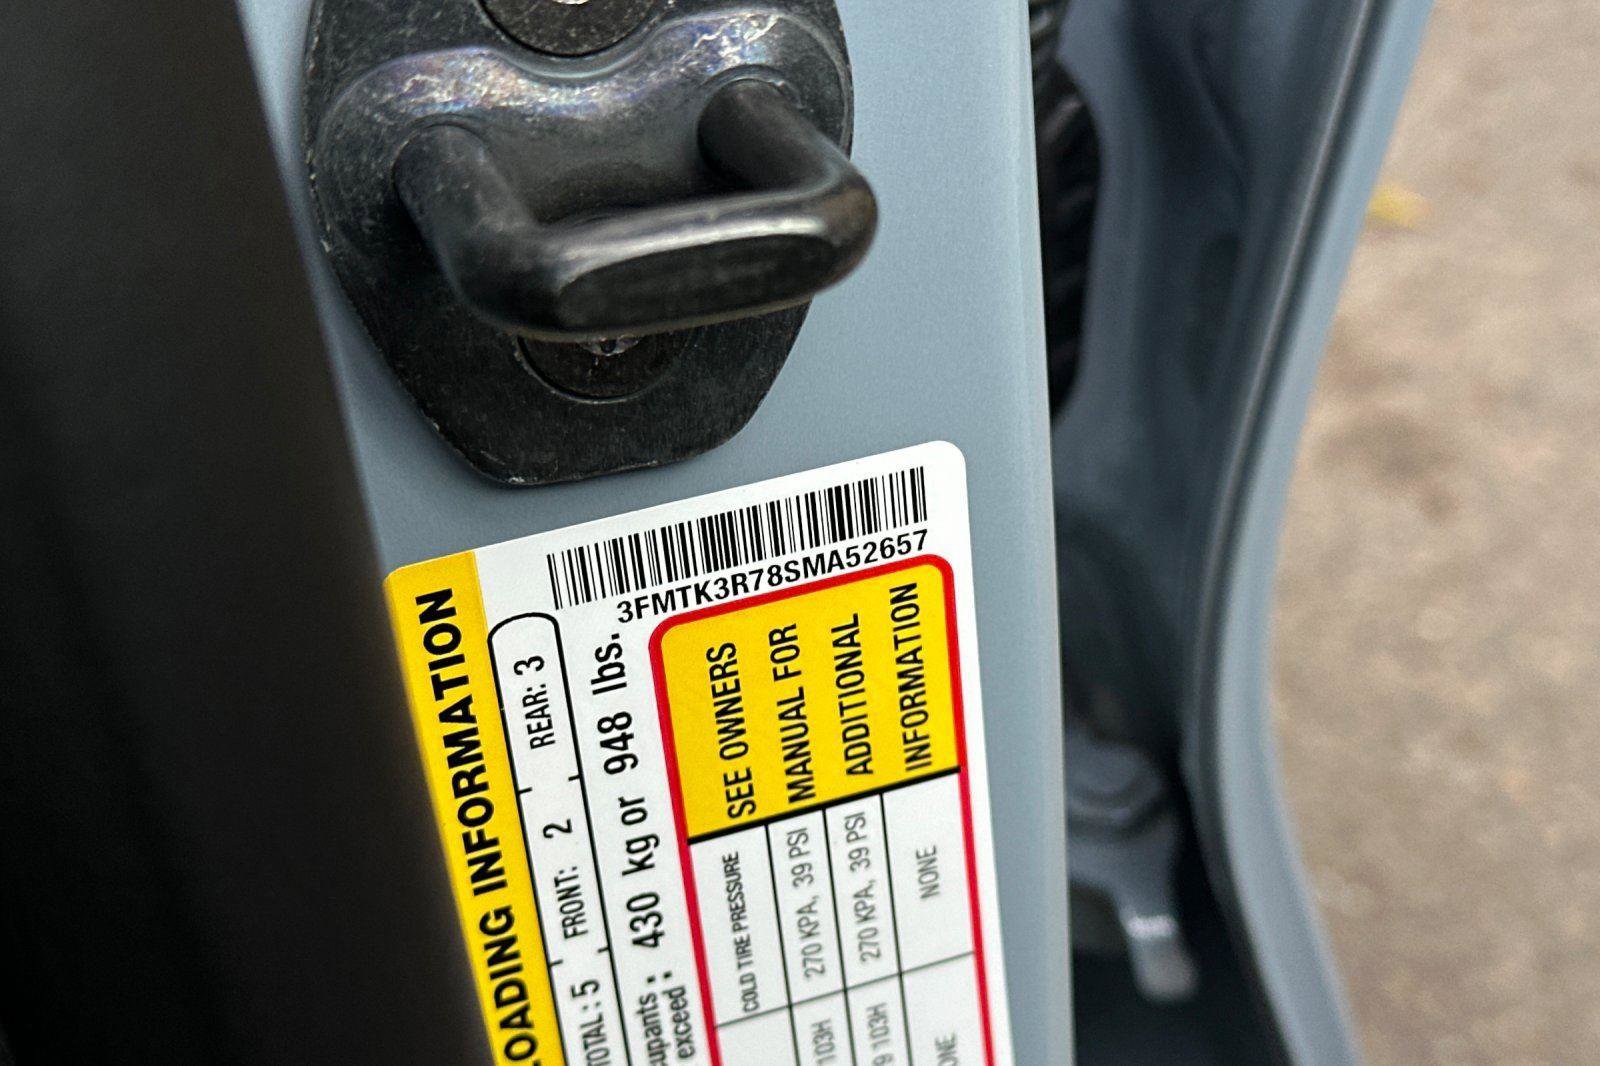 3FMTK3R78SMA52657
LOADING INFORMATION
TOTAL: 5 FRONT: 2 REAR: 3
exceed : 430 kg or 948 lbs.
COLD TIRE PRESSURE
103H 270 KPA, 39 PSI
103H 270 KPA, 39 PSI
NONE
SEE OWNERS
MANUAL FOR
ADDITIONAL
INFORMATION